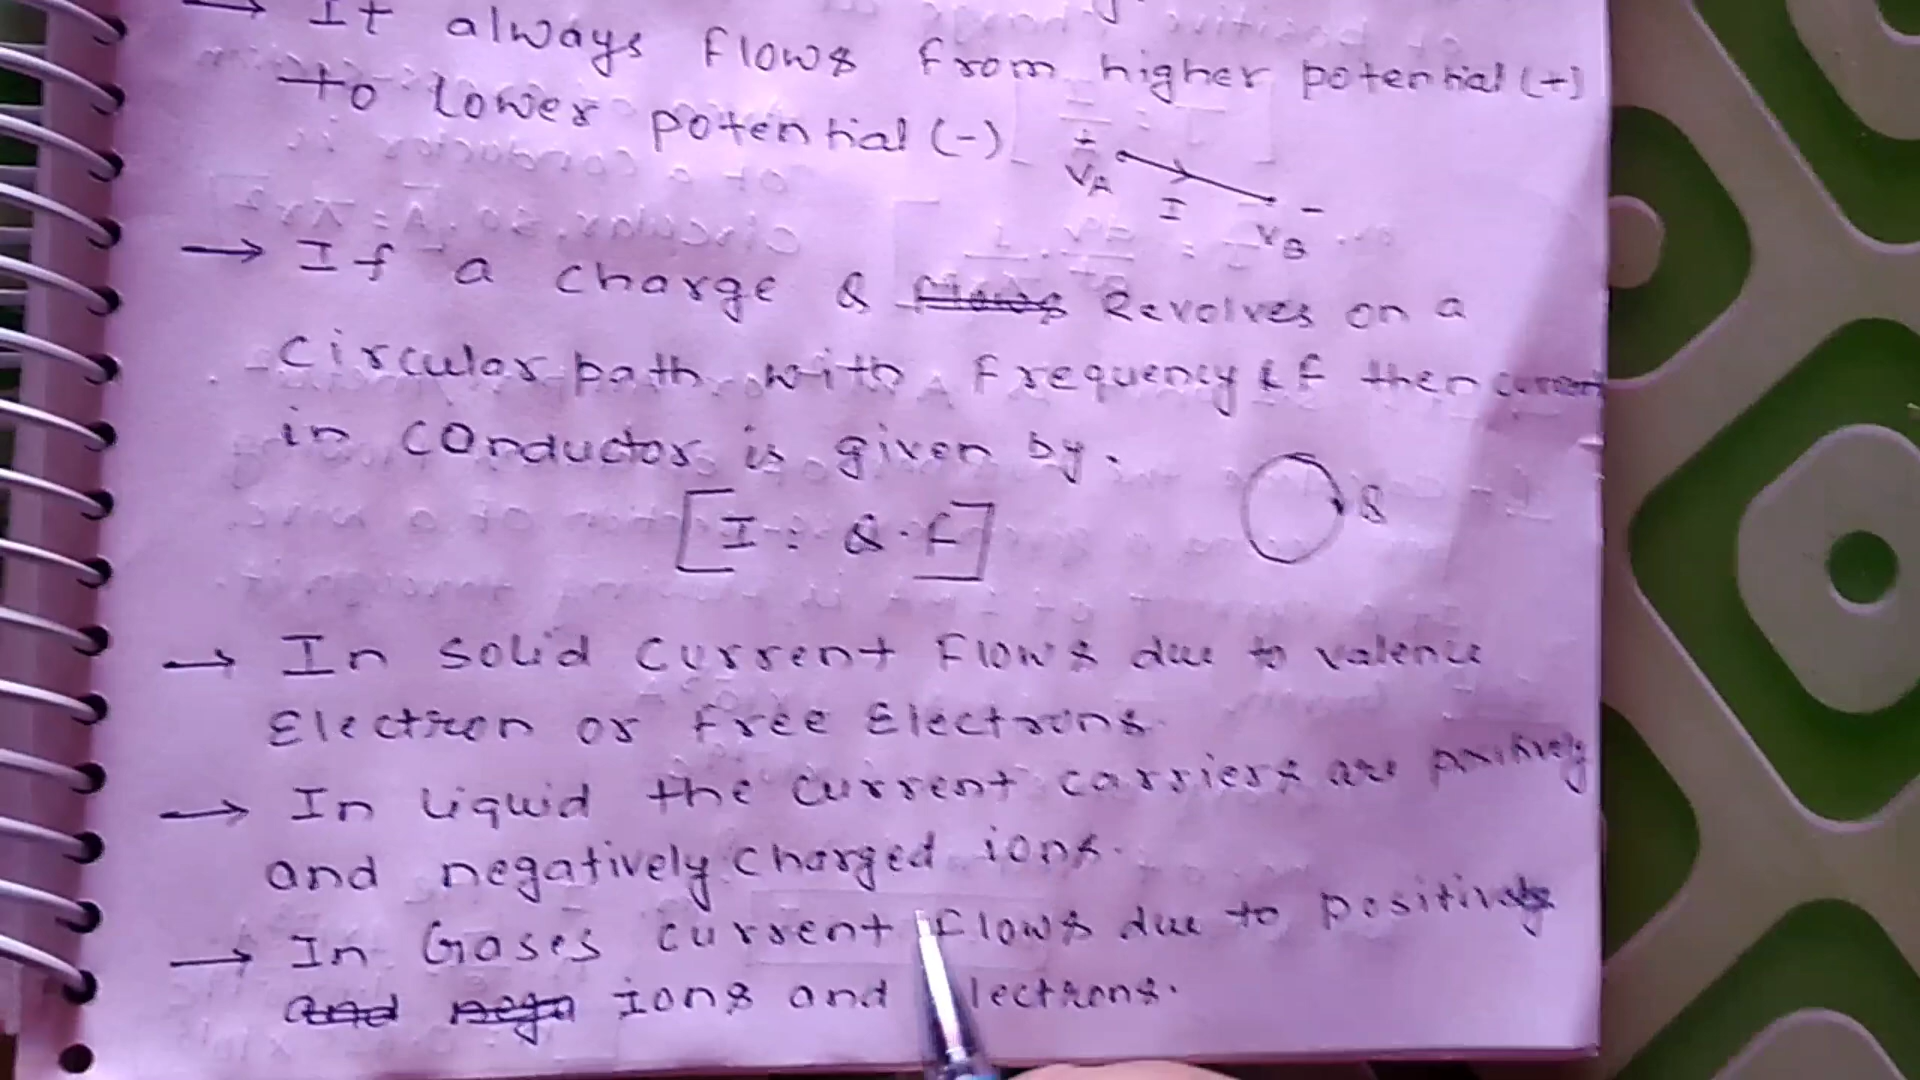 → It always flows from higher potential (+)
to lower potential (-)
+
VA
I
-
VB
→ If a charge Q flows Revolves on a
circular path with frequency f then current
in conductor is given by.
[I = Q·f]
Q
→ In Solid Current Flows due to valence
Electron or free Electrons.
→ In liquid the current carriers are positively
and negatively charged ions.
→ In Gases current flows due to positively
and nega ions and lectrons.